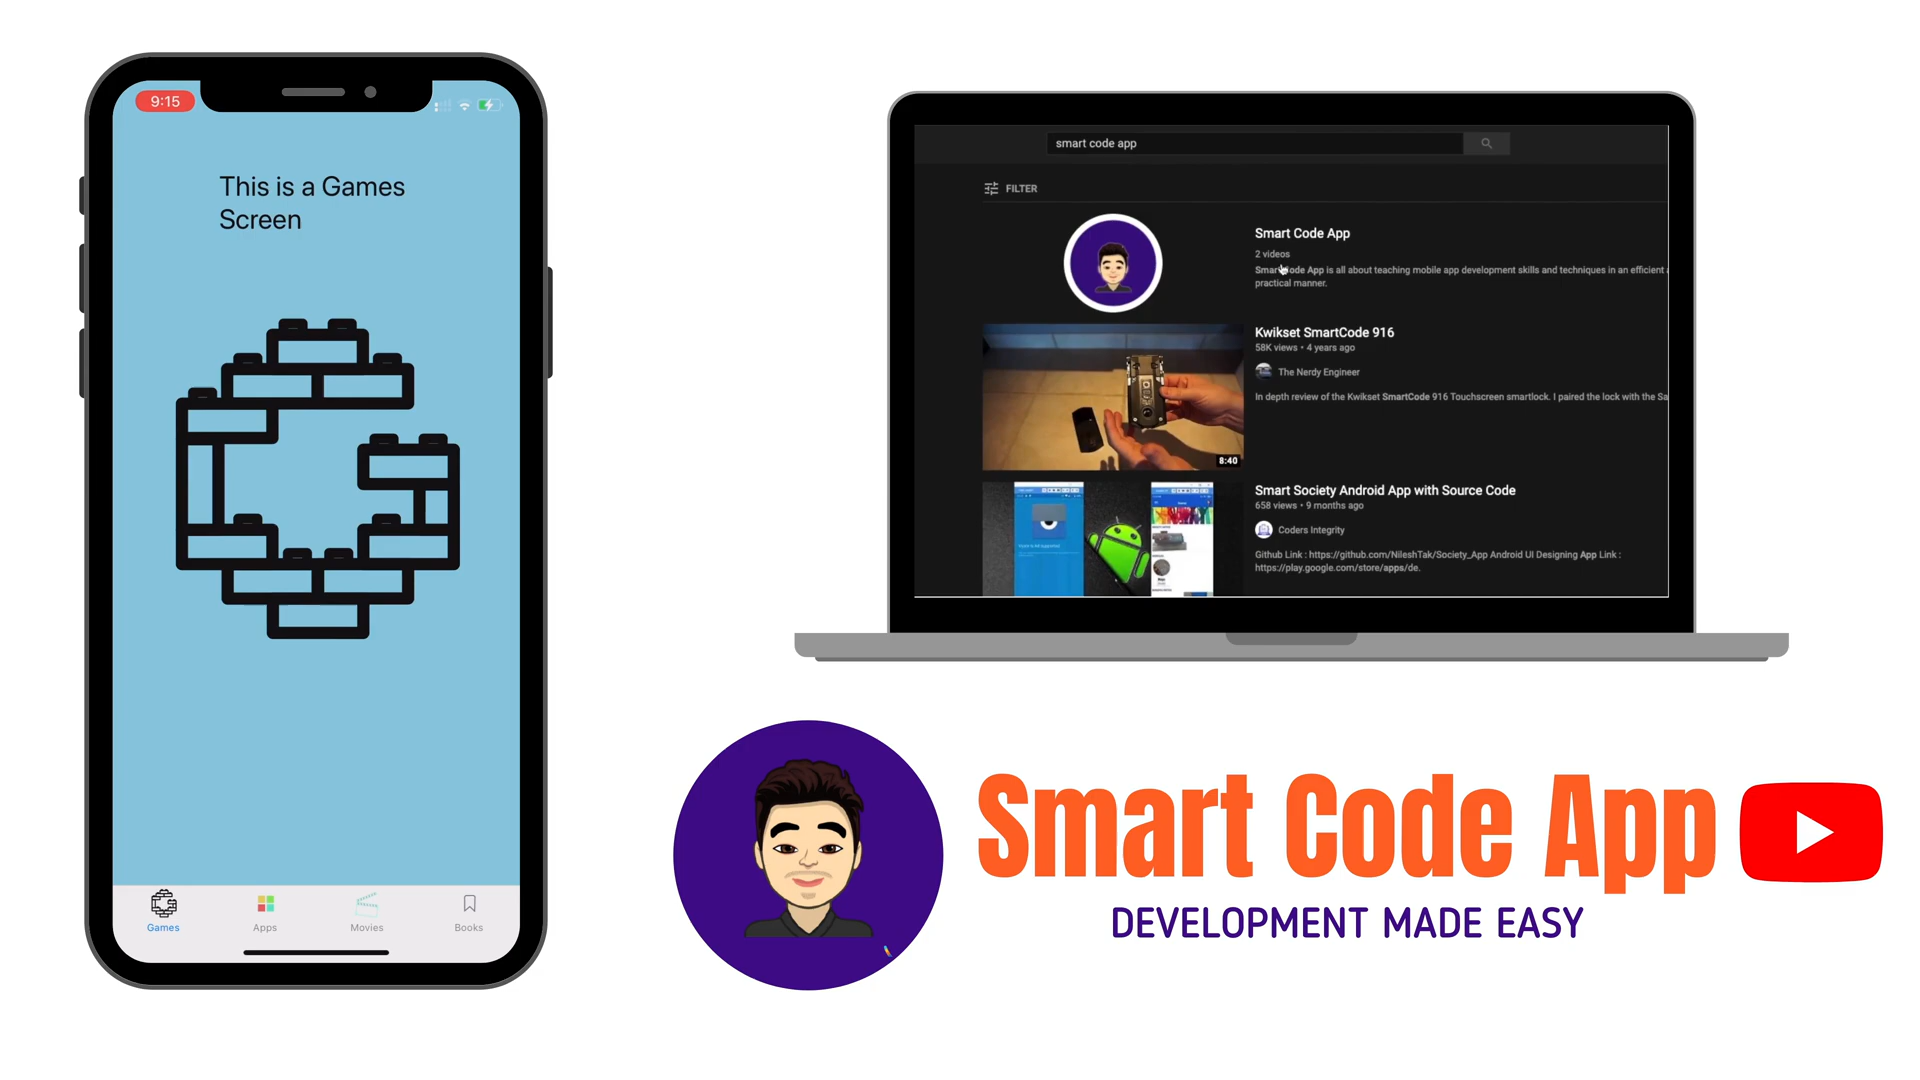 9:15
This is a Games
Screen
Games
Apps
Movies
Books
smart code app
FILTER
Smart Code App
2 videos
Smart Code App is all about teaching mobile app development skills and techniques in an efficient
practical manner.
Kwikset SmartCode 916
58K views • 4 years ago
The Nerdy Engineer
In depth review of the Kwikset SmartCode 916 Touchscreen smartlock. I paired the lock with the Sa
8:40
Smart Society Android App with Source Code
658 views • 9 months ago
Coders Integrity
Github Link : https://github.com/NileshTak/Society_App Android UI Designing App Link :
https://play.google.com/store/apps/de.
Smart Code App
DEVELOPMENT MADE EASY